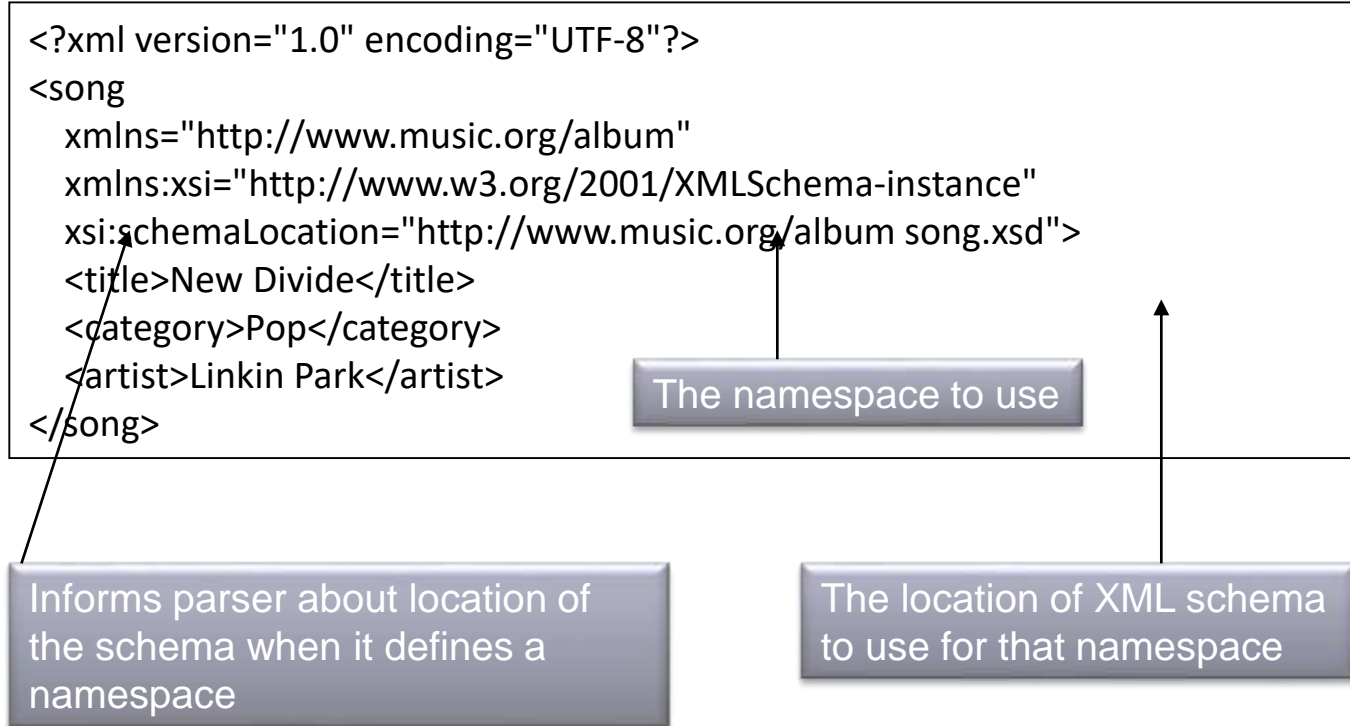 <?xml version="1.0" encoding="UTF-8"?>
<song
xmlns="http://www.music.org/album"
xmlns:xsi="http://www.w3.org/2001/XMLSchema-instance"
xsi:schemaLocation="http://www.music.org/album song.xsd">
<title>New Divide</title>
<category>Pop</category>
<artist>Linkin Park</artist>
</song>
The namespace to use
Informs parser about location of
the schema when it defines a
namespace
The location of XML schema
to use for that namespace